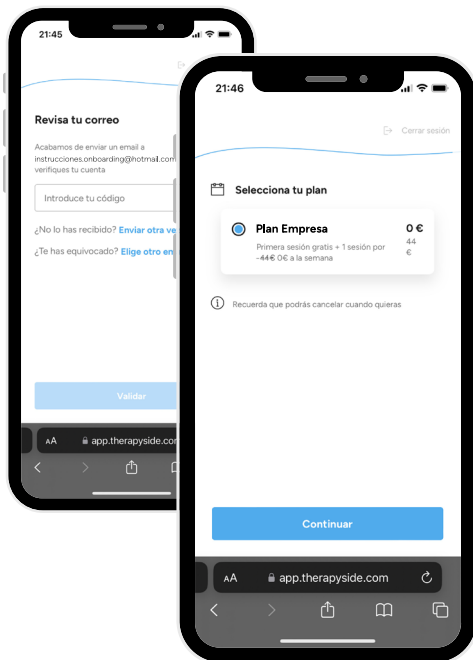 21:45
Revisa tu correo
Acabamos de enviar un email a
instrucciones.onboarding@hotmail.com
verifiques tu cuenta
Introduce tu código
¿No lo has recibido? Enviar otra ve
¿Te has equivocado? Elige otro em
Validar
AA app.therapyside.com
21:46
Cerrar sesión
Selecciona tu plan
Plan Empresa 0 €
Primera sesión gratis + 1 sesión por 44
-44€ 0€ a la semana €
Recuerda que podrás cancelar cuando quieras
Continuar
AA app.therapyside.com